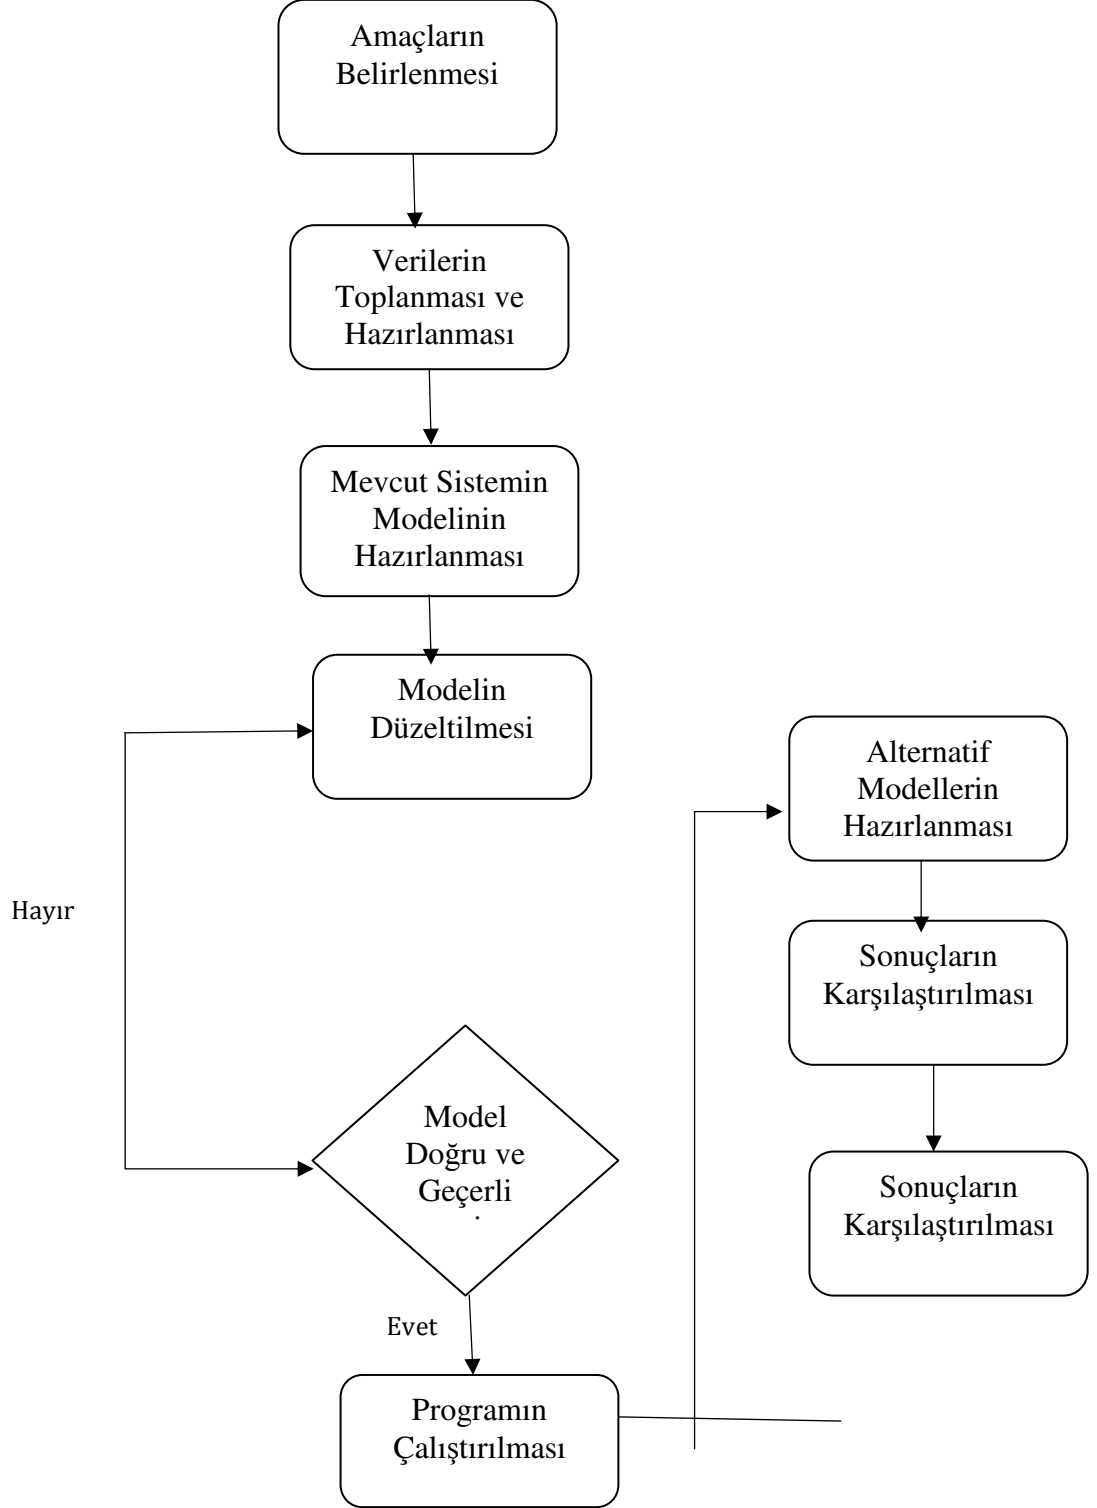 Amaçların
Belirlenmesi
Verilerin
Toplanması ve
Hazırlanması
Mevcut Sistemin
Modelinin
Hazırlanması
Modelin
Düzeltilmesi
Hayır
Model
Doğru ve
Geçerli
Evet
Programın
Çalıştırılması
Alternatif
Modellerin
Hazırlanması
Sonuçların
Karşılaştırılması
Sonuçların
Karşılaştırılması